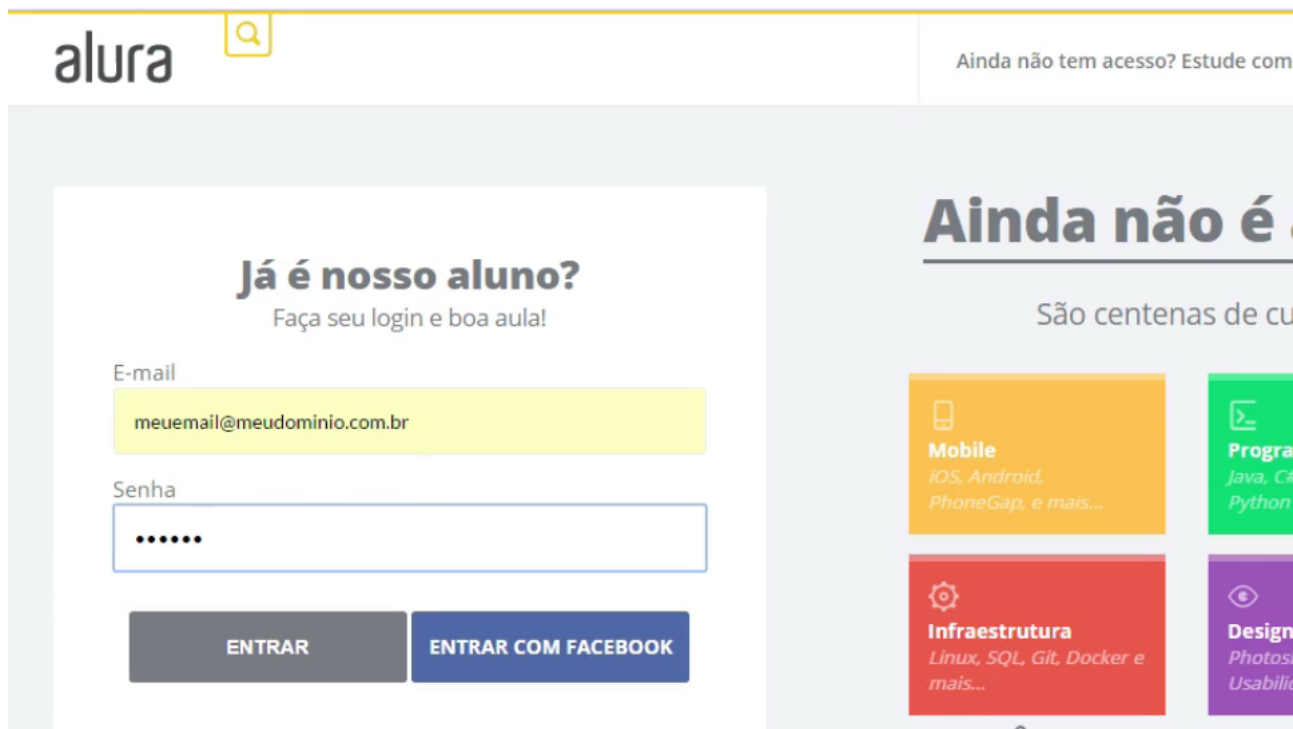 alura
Ainda não tem acesso? Estude com
Já é nosso aluno?
Faça seu login e boa aula!
E-mail
meuemail@meudominio.com.br
Senha
••••••
ENTRAR
ENTRAR COM FACEBOOK
Ainda não é
São centenas de cu
Mobile
iOS, Android,
PhoneGap, e mais...
Progra
Java, C#
Python
Infraestrutura
Linux, SQL, Git, Docker e
mais...
Design
Photos
Usabilid